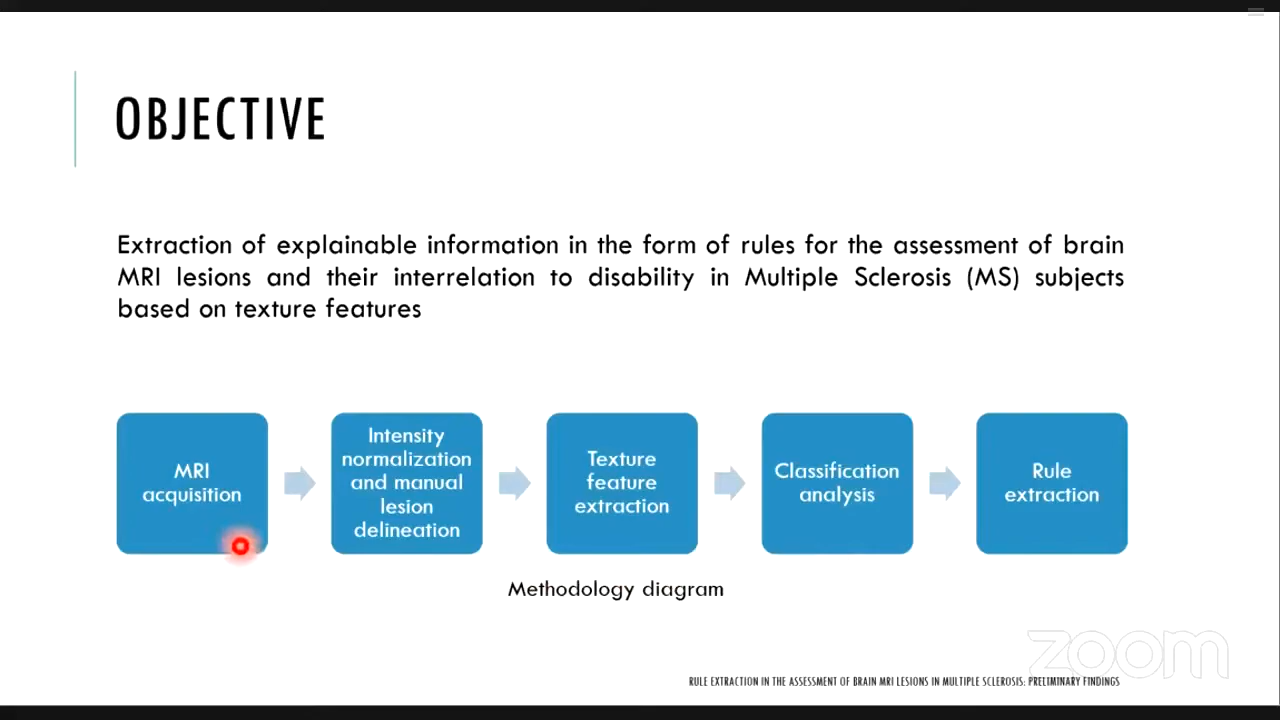 OBJECTIVE
Extraction of explainable information in the form of rules for the assessment of brain
MRI lesions and their interrelation to disability in Multiple Sclerosis (MS) subjects
based on texture features
MRI
acquisition
Intensity
normalization
and manual
lesion
delineation
Texture
feature
extraction
Classification
analysis
Rule
extraction
Methodology diagram
zoom
RULE EXTRACTION IN THE ASSESSMENT OF BRAIN MRI LESIONS IN MULTIPLE SCLEROSIS: PRELIMINARY FINDINGS